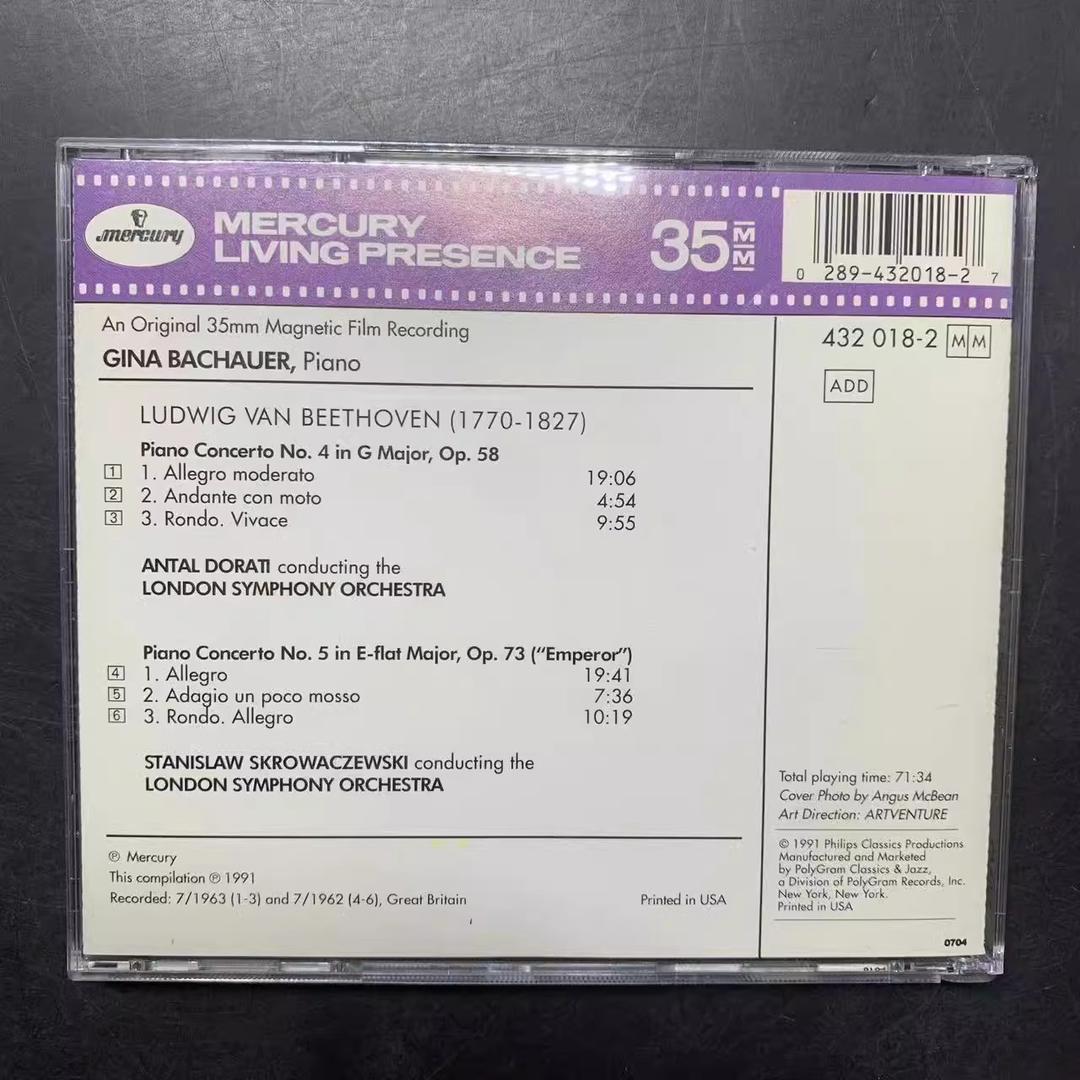 mercury
MERCURY
LIVING PRESENCE
35 MM
0 289-432018-2 7
An Original 35mm Magnetic Film Recording
GINA BACHAUER, Piano
LUDWIG VAN BEETHOVEN (1770-1827)
Piano Concerto No. 4 in G Major, Op. 58
1 1. Allegro moderato 19:06
2 2. Andante con moto 4:54
3 3. Rondo. Vivace 9:55
ANTAL DORATI conducting the
LONDON SYMPHONY ORCHESTRA
Piano Concerto No. 5 in E-flat Major, Op. 73 (“Emperor”)
4 1. Allegro 19:41
5 2. Adagio un poco mosso 7:36
6 3. Rondo. Allegro 10:19
STANISLAW SKROWACZEWSKI conducting the
LONDON SYMPHONY ORCHESTRA
℗ Mercury
This compilation ℗ 1991
Recorded: 7/1963 (1-3) and 7/1962 (4-6), Great Britain Printed in USA
432 018-2 MM
ADD
Total playing time: 71:34
Cover Photo by Angus McBean
Art Direction: ARTVENTURE
© 1991 Philips Classics Productions
Manufactured and Marketed
by PolyGram Classics & Jazz,
a Division of PolyGram Records, Inc.
New York, New York.
Printed in USA
0704